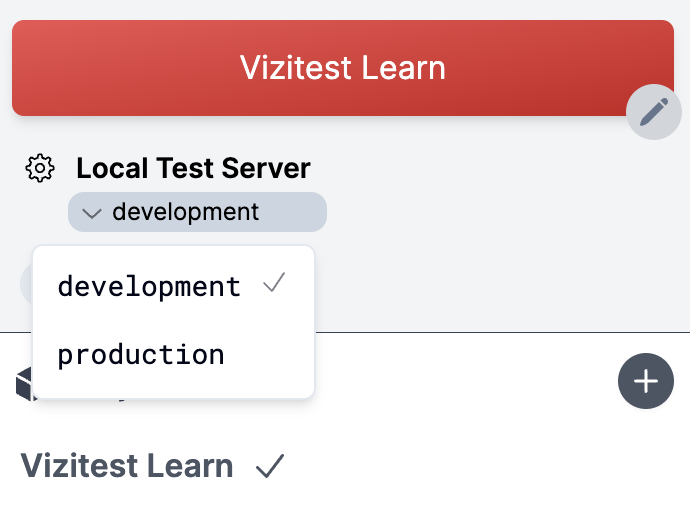 Vizitest Learn
Local Test Server
development
development
production
Vizitest Learn